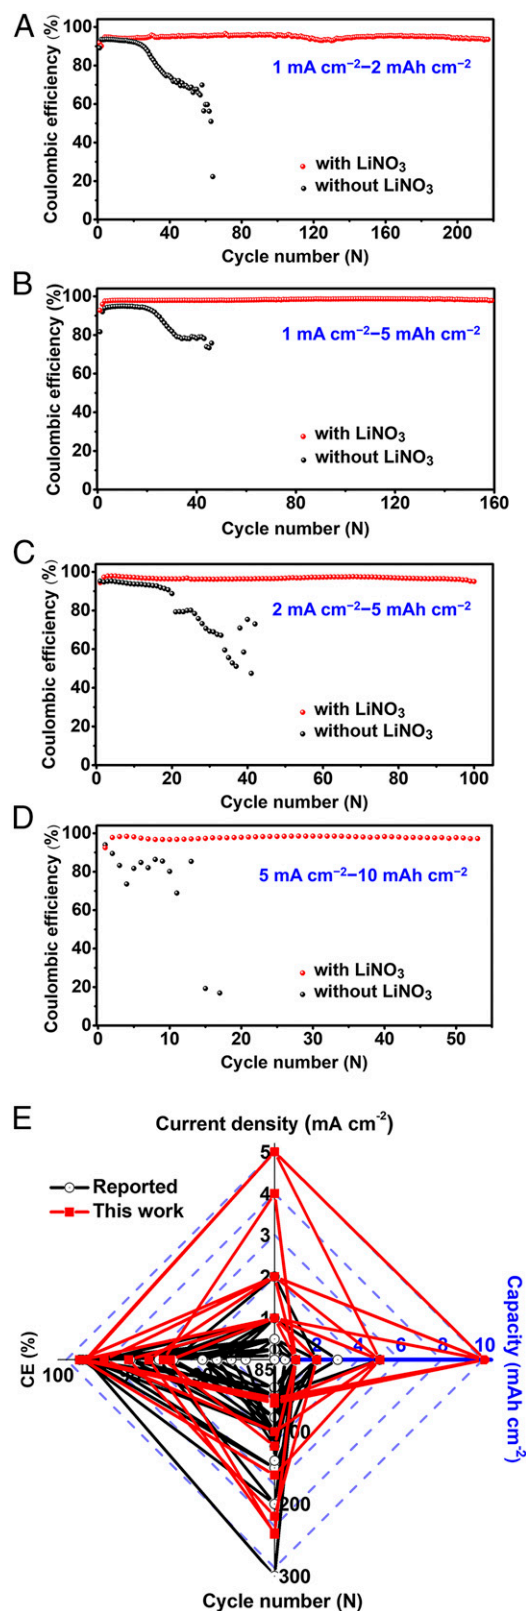 A
Coulombic efficiency (%)
100
80
60
40
20
0
1 mA cm⁻²–2 mAh cm⁻²
with LiNO₃
without LiNO₃
0 40 80 120 160 200
Cycle number (N)
B
Coulombic efficiency (%)
100
80
60
40
20
0
1 mA cm⁻²–5 mAh cm⁻²
with LiNO₃
without LiNO₃
0 40 80 120 160
Cycle number (N)
C
Coulombic efficiency (%)
100
80
60
40
20
0
2 mA cm⁻²–5 mAh cm⁻²
with LiNO₃
without LiNO₃
0 20 40 60 80 100
Cycle number (N)
D
Coulombic efficiency (%)
100
80
60
40
20
0
5 mA cm⁻²–10 mAh cm⁻²
with LiNO₃
without LiNO₃
0 10 20 30 40 50
Cycle number (N)
E
Current density (mA cm⁻²)
Reported
This work
5
4
3
2
1
CE (%)
100
85
2 4 6 8 10
Capacity (mAh cm⁻²)
200
300
Cycle number (N)